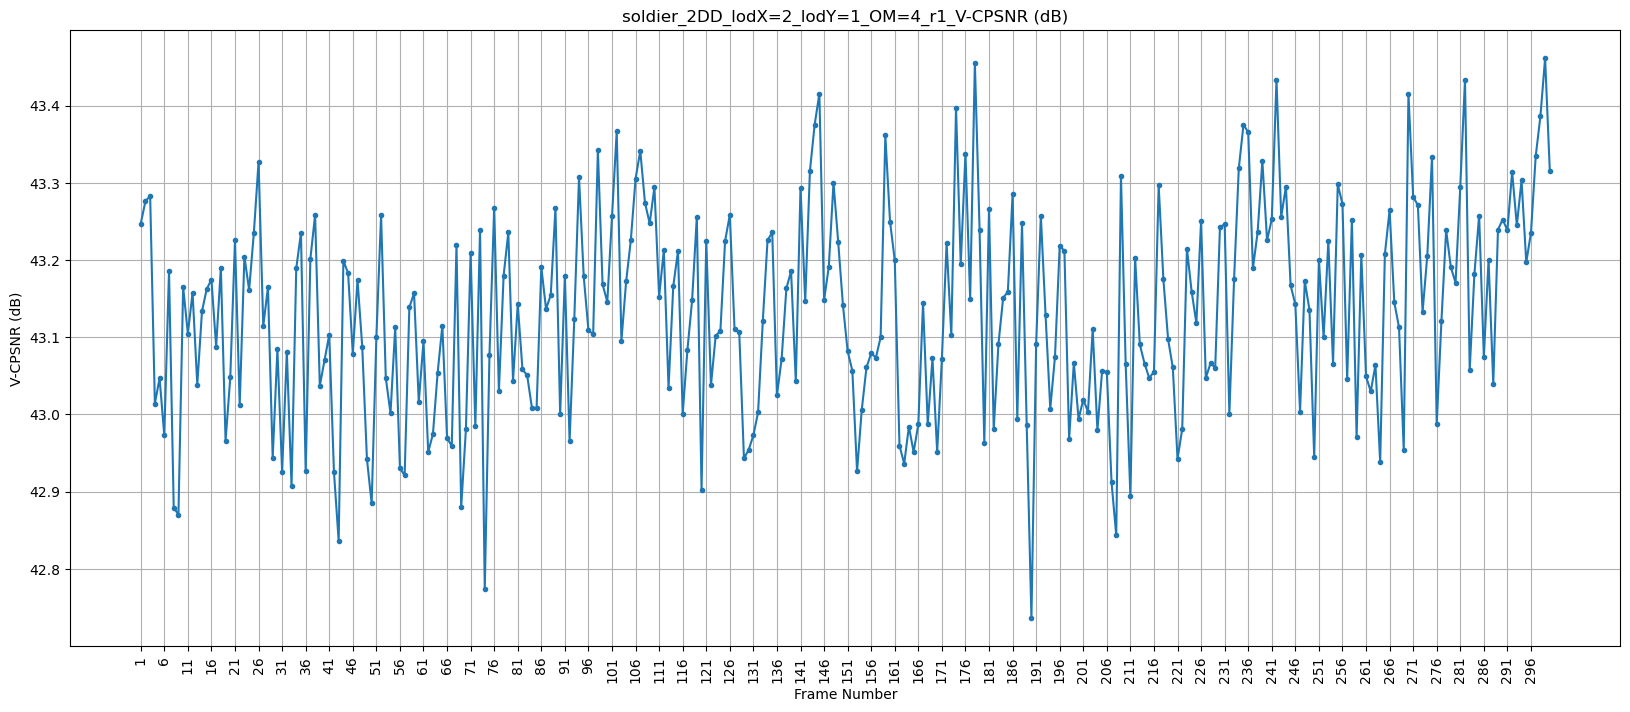 soldier_2DD_lodX=2_lodY=1_OM=4_r1_V-CPSNR (dB)
V-CPSNR (dB)
43.4
43.3
43.2
43.1
43.0
42.9
42.8
1 6 11 16 21 26 31 36 41 46 51 56 61 66 71 76 81 86 91 96 101 106 111 116 121 126 131 136 141 146 151 156 161 166 171 176 181 186 191 196 201 206 211 216 221 226 231 236 241 246 251 256 261 266 271 276 281 286 291 296
Frame Number